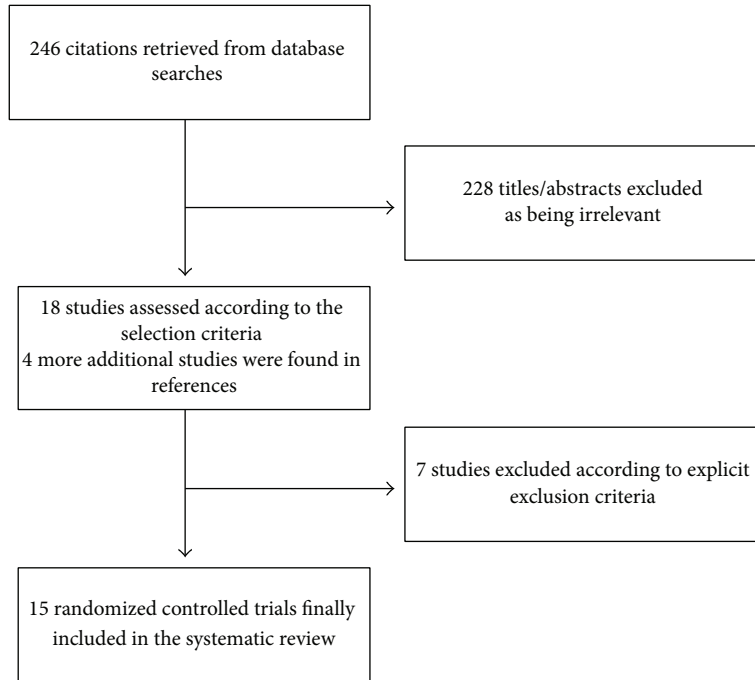 246 citations retrieved from database
searches
228 titles/abstracts excluded
as being irrelevant
18 studies assessed according to the
selection criteria
4 more additional studies were found in
references
7 studies excluded according to explicit
exclusion criteria
15 randomized controlled trials finally
included in the systematic review